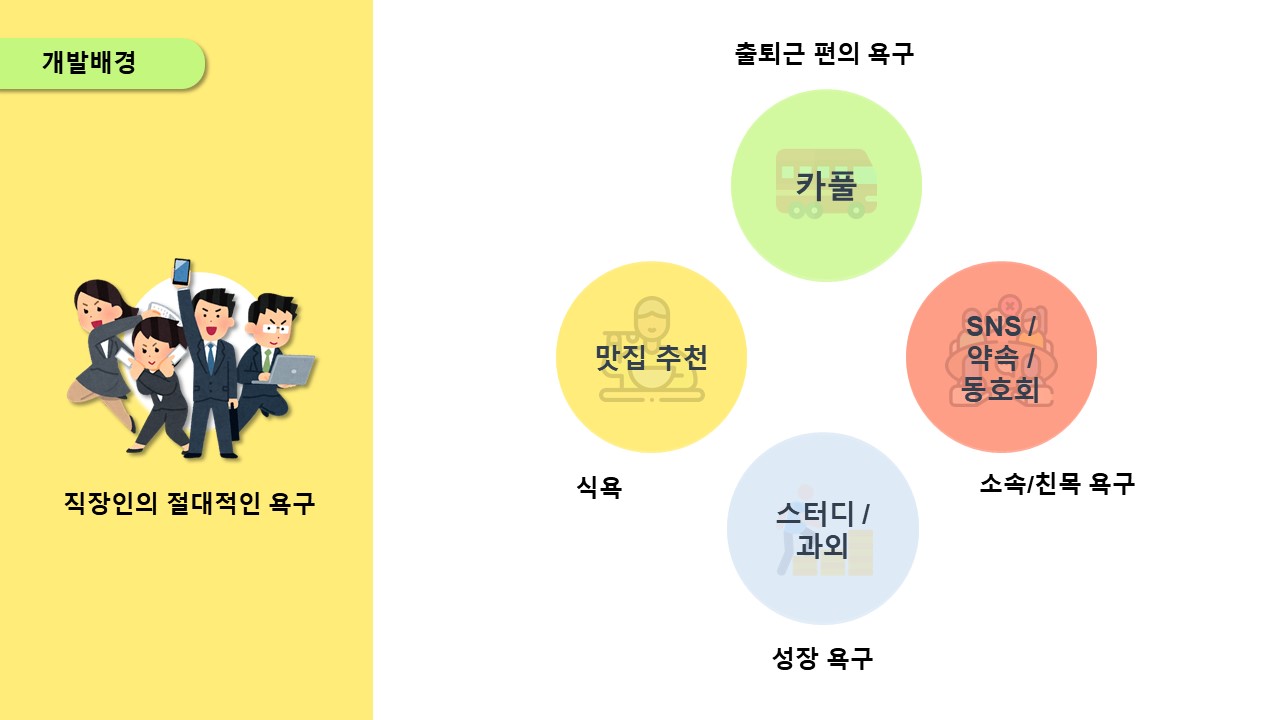 개발배경
직장인의 절대적인 욕구
출퇴근 편의 욕구
카풀
맛집 추천
식욕
SNS /
약속 /
동호회
소속/친목 욕구
스터디 /
과외
성장 욕구